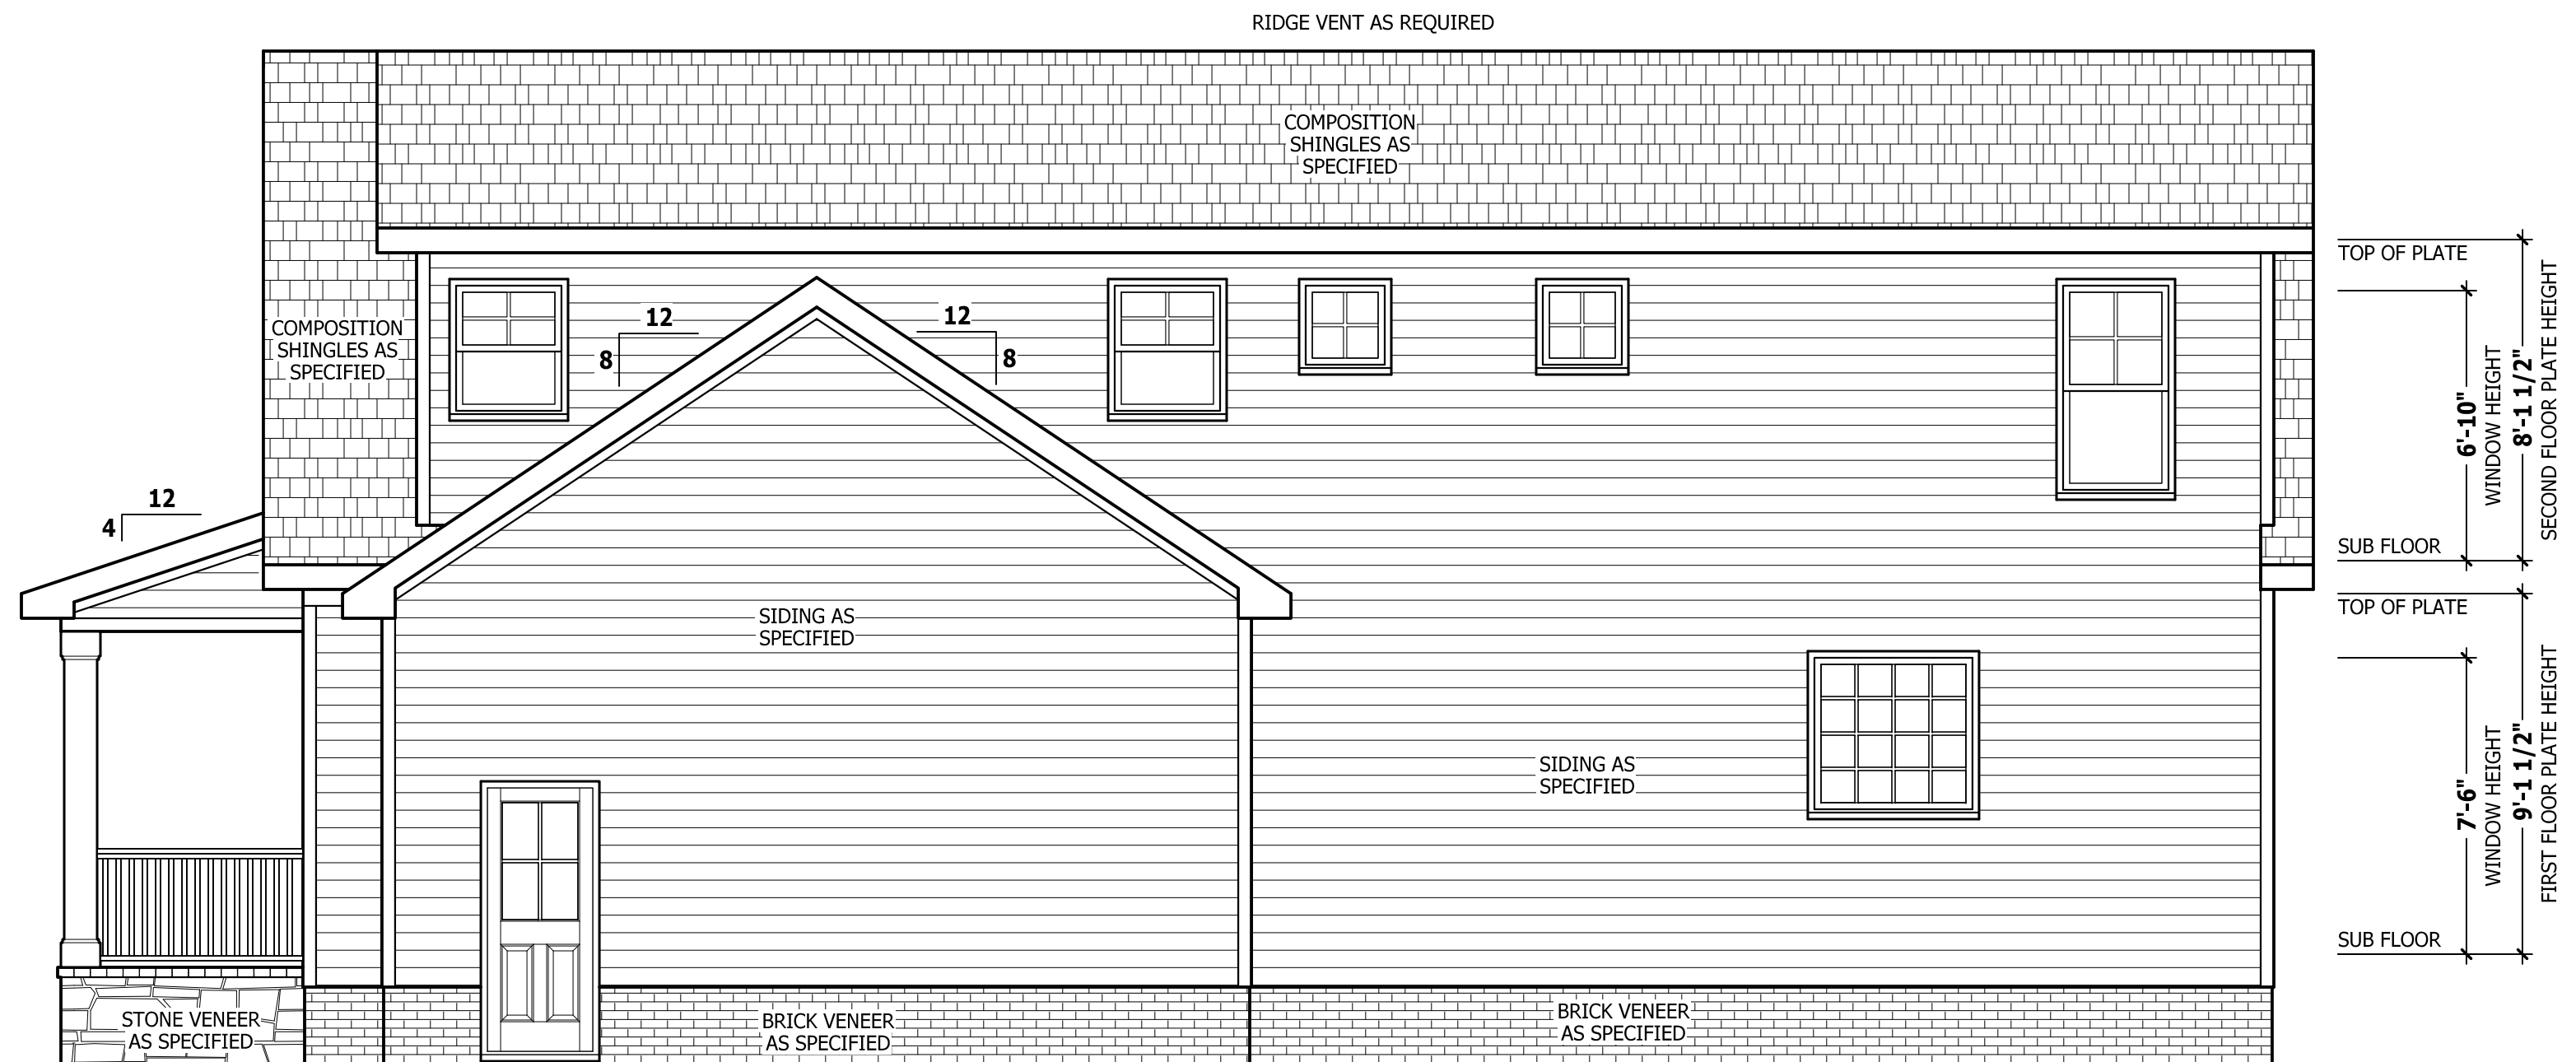 RIDGE VENT AS REQUIRED
COMPOSITION
SHINGLES AS
SPECIFIED
COMPOSITION
SHINGLES AS
SPECIFIED
12
8
12
8
12
4
TOP OF PLATE
SUB FLOOR
6'-10"
WINDOW HEIGHT
8'-1 1/2"
SECOND FLOOR PLATE HEIGHT
SIDING AS
SPECIFIED
SIDING AS
SPECIFIED
TOP OF PLATE
SUB FLOOR
7'-6"
WINDOW HEIGHT
9'-1 1/2"
FIRST FLOOR PLATE HEIGHT
STONE VENEER
AS SPECIFIED
BRICK VENEER
AS SPECIFIED
BRICK VENEER
AS SPECIFIED